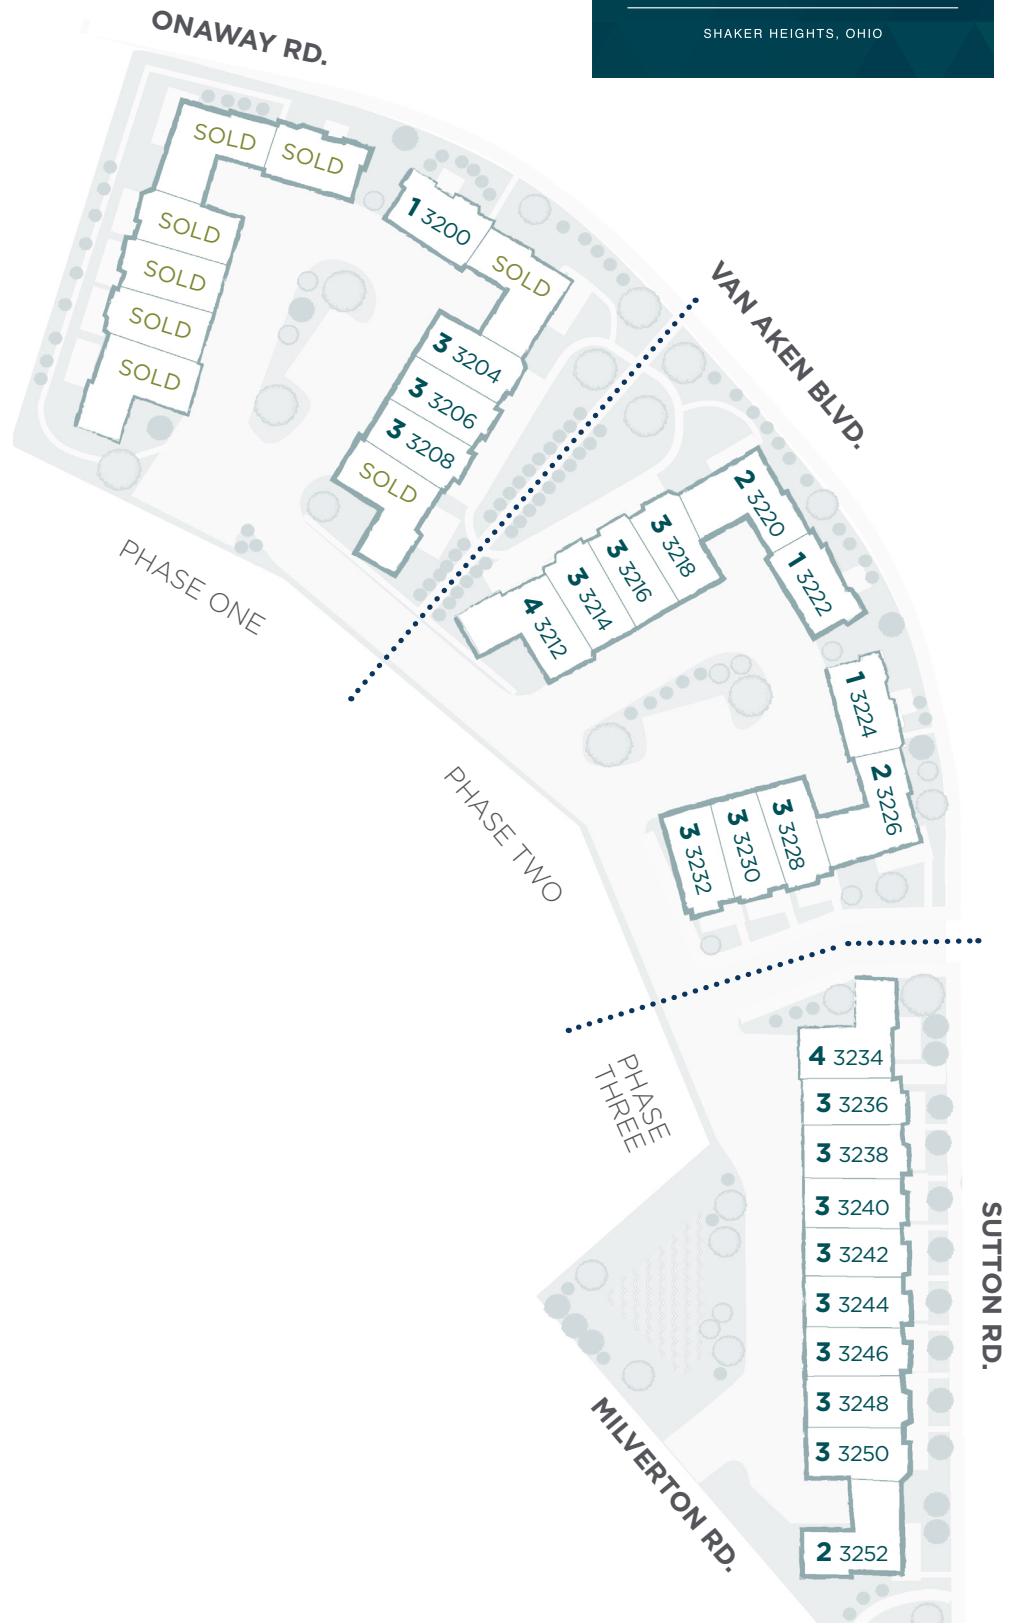 SHAKER HEIGHTS, OHIO
ONAWAY RD.
SOLD
SOLD
SOLD
SOLD
SOLD
SOLD
1 3200
SOLD
3 3204
3 3206
3 3208
SOLD
VAN AKEN BLVD.
PHASE ONE
2 3220
1 3222
3 3218
3 3216
3 3214
4 3212
1 3224
2 3226
3 3228
3 3230
3 3232
PHASE TWO
PHASE
THREE
4 3234
3 3236
3 3238
3 3240
3 3242
3 3244
3 3246
3 3248
3 3250
2 3252
SUTTON RD.
MILVERTON RD.